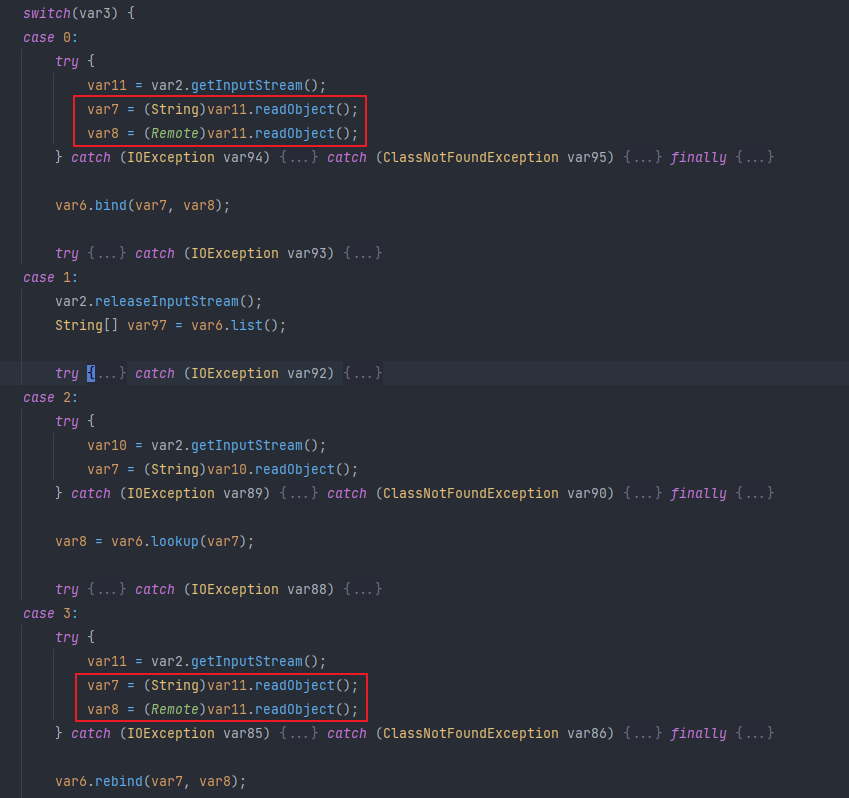 switch(var3) {
case 0:
try {
var11 = var2.getInputStream();
var7 = (String)var11.readObject();
var8 = (Remote)var11.readObject();
} catch (IOException var94) {...} catch (ClassNotFoundException var95) {...} finally {...}
var6.bind(var7, var8);
try {...} catch (IOException var93) {...}
case 1:
var2.releaseInputStream();
String[] var97 = var6.list();
try {...} catch (IOException var92) {...}
case 2:
try {
var10 = var2.getInputStream();
var7 = (String)var10.readObject();
} catch (IOException var89) {...} catch (ClassNotFoundException var90) {...} finally {...}
var8 = var6.lookup(var7);
try {...} catch (IOException var88) {...}
case 3:
try {
var11 = var2.getInputStream();
var7 = (String)var11.readObject();
var8 = (Remote)var11.readObject();
} catch (IOException var85) {...} catch (ClassNotFoundException var86) {...} finally {...}
var6.rebind(var7, var8);